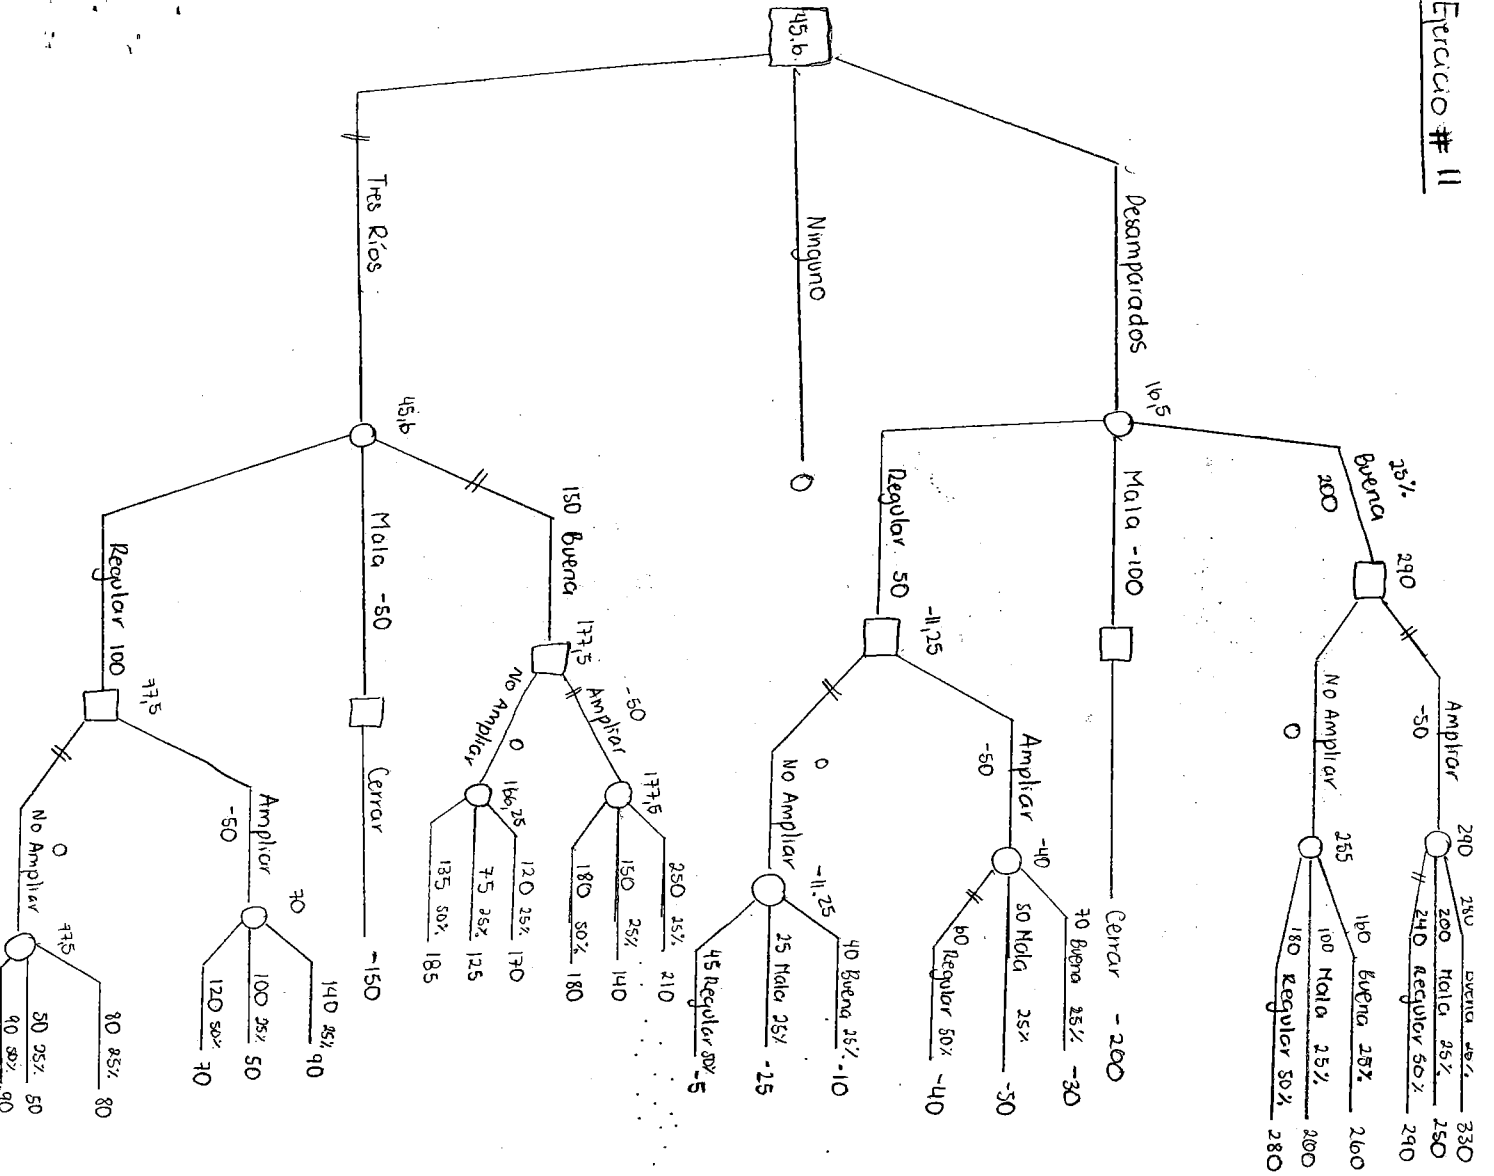 Ejercicio # 11
45.b.
Desamparados
16,5
25%
Buena
200
290
Ampliar
-50
290
280 Buena 25% 330
200 Mala 25% 250
240 Regular 50% 290
No Ampliar
0
255
160 Buena 25% 260
100 Mala 25% 200
180 Regular 50% 280
Mala -100
Cerrar -200
Regular 50
-11,25
Ampliar
-50
-40
70 Buena 25% -30
50 Mala 25% -50
60 Regular 50% -40
0
No Ampliar
-11,25
40 Buena 25% -10
25 Mala 25% -25
45 Regular 50% -5
Ninguno
0
Tres Ríos
45,b
150 Buena
177,5
-50
Ampliar
177,5
250 25% 210
150 25% 140
180 50% 180
No Ampliar
0
166,25
120 25% 170
75 25% 125
135 50% 185
Mala -50
Cerrar -150
Regular 100
77,5
Ampliar
-50
70
140 25% 90
100 25% 50
120 50% 70
0
No Ampliar
77,5
80 25% 80
50 25% 50
90 50% 90